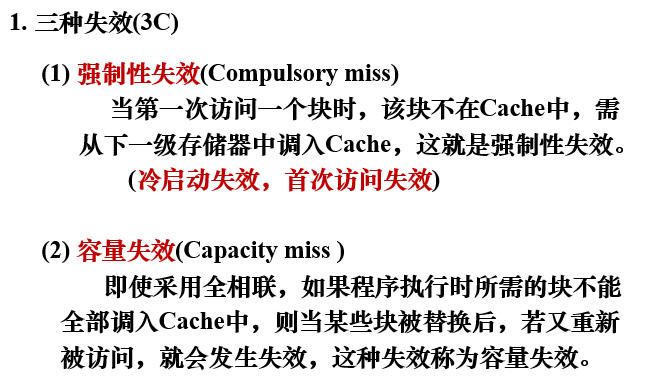 1. 三种失效(3C)
(1) 强制性失效(Compulsory miss)
当第一次访问一个块时，该块不在Cache中，需
从下一级存储器中调入Cache，这就是强制性失效。
(冷启动失效，首次访问失效)
(2) 容量失效(Capacity miss )
即使采用全相联，如果程序执行时所需的块不能
全部调入Cache中，则当某些块被替换后，若又重新
被访问，就会发生失效，这种失效称为容量失效。